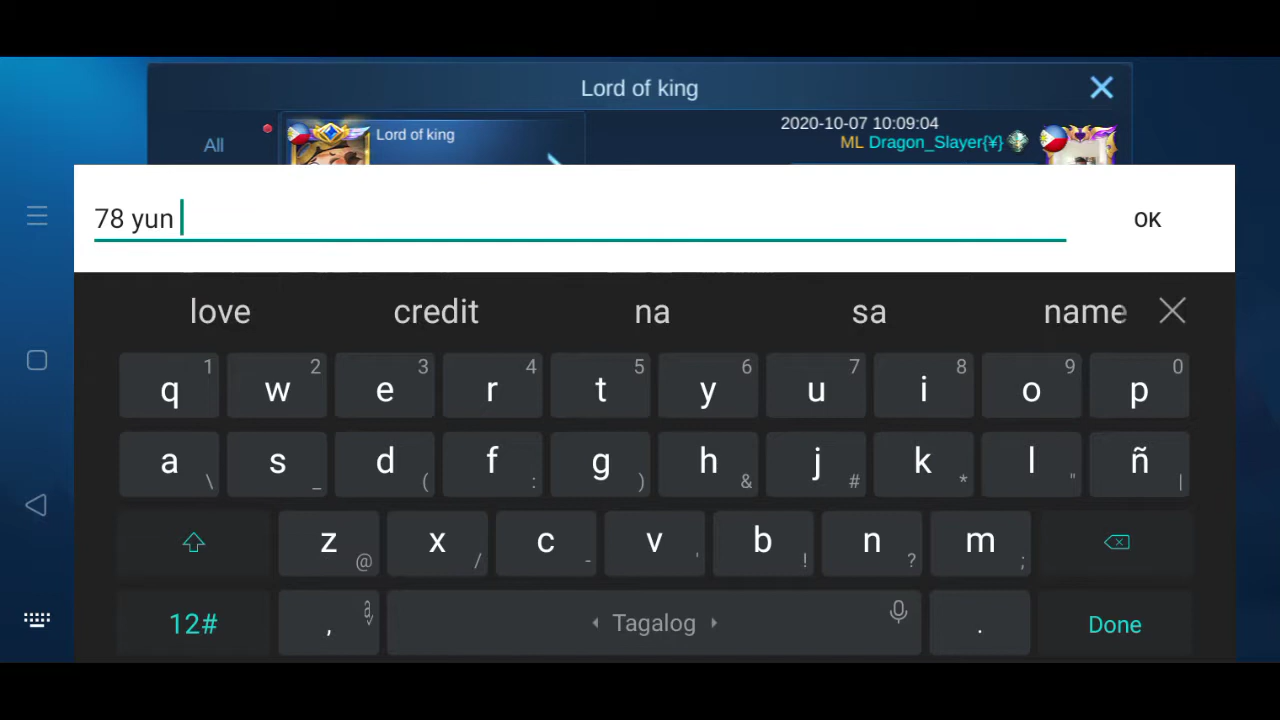 Lord of king
2020-10-07 10:09:04
All
Lord of king
ML Dragon_Slayer{¥}
78 yun
OK
love credit na sa name
1 2 3 4 5 6 7 8 9 0
q w e r t y u i o p
a s d f g h j k l ñ
\ _ ( : ) & # * " |
z x c v b n m
@ / - ' ! ? ;
12# , Tagalog . Done